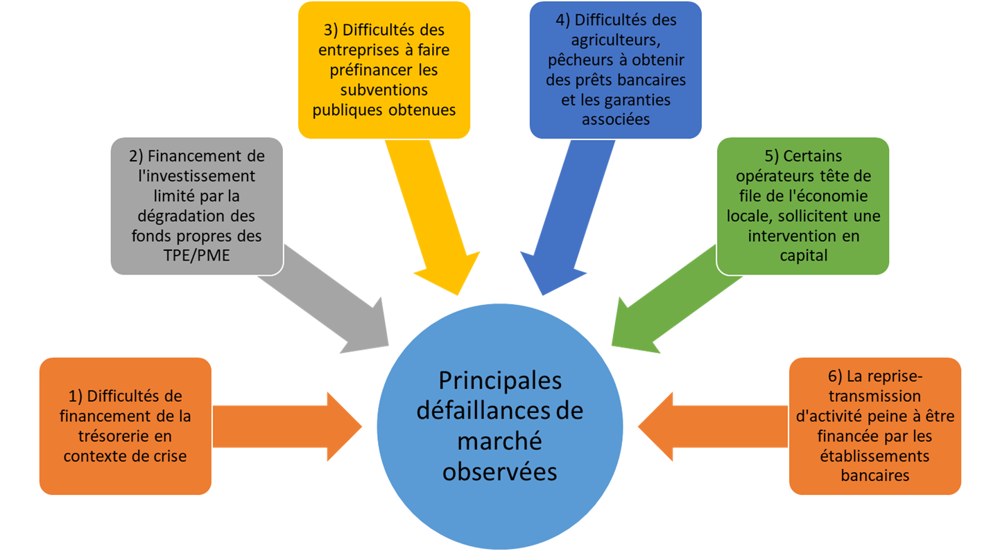 1) Difficultés de
financement de la
trésorerie en
contexte de crise
2) Financement de
l'investissement
limité par la
dégradation des
fonds propres des
TPE/PME
3) Difficultés des
entreprises à faire
préfinancer les
subventions
publiques obtenues
4) Difficultés des
agriculteurs,
pêcheurs à obtenir
des prêts bancaires
et les garanties
associées
5) Certains
opérateurs tête de
file de l'économie
locale, sollicitent une
intervention en
capital
6) La reprise-
transmission
d'activité peine à être
financée par les
établissements
bancaires
Principales
défaillances de
marché
observées